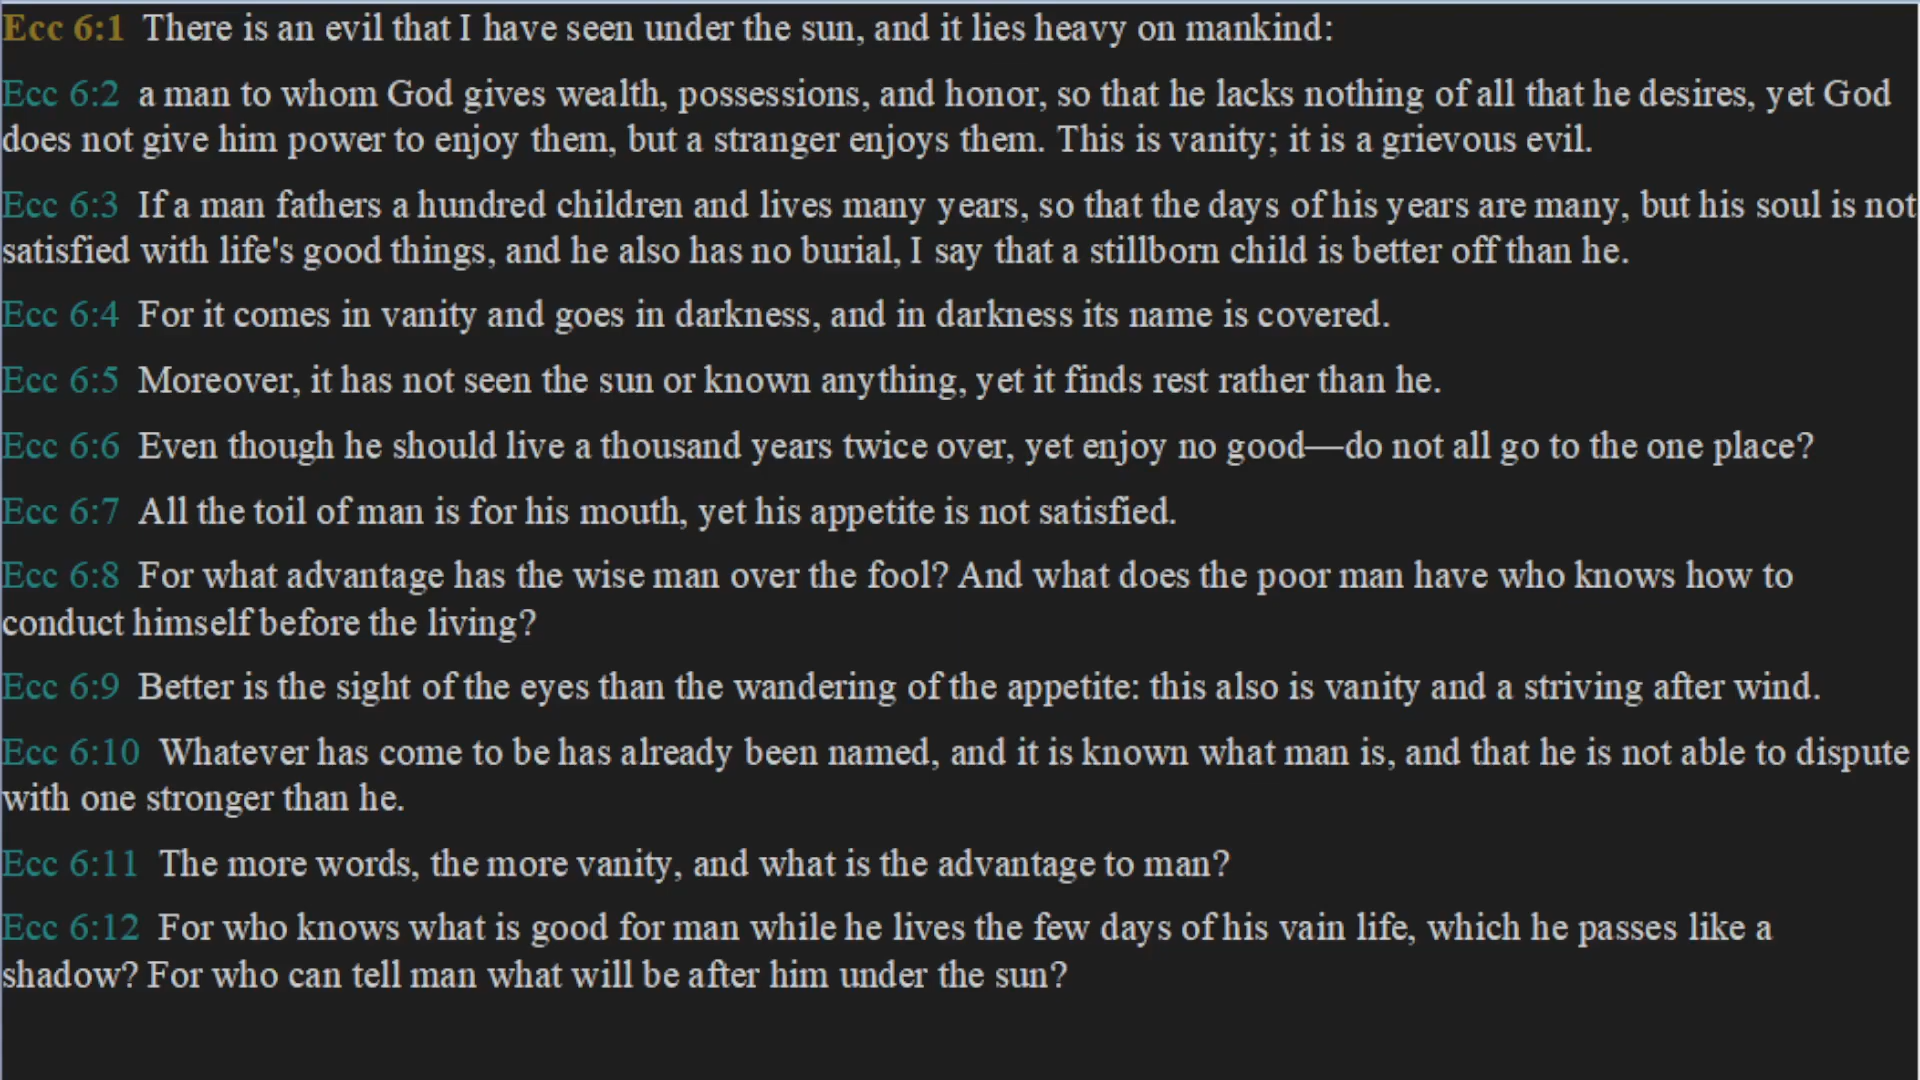 Ecc 6:1 There is an evil that I have seen under the sun, and it lies heavy on mankind:
Ecc 6:2 a man to whom God gives wealth, possessions, and honor, so that he lacks nothing of all that he desires, yet God
does not give him power to enjoy them, but a stranger enjoys them. This is vanity; it is a grievous evil.
Ecc 6:3 If a man fathers a hundred children and lives many years, so that the days of his years are many, but his soul is not
satisfied with life's good things, and he also has no burial, I say that a stillborn child is better off than he.
Ecc 6:4 For it comes in vanity and goes in darkness, and in darkness its name is covered.
Ecc 6:5 Moreover, it has not seen the sun or known anything, yet it finds rest rather than he.
Ecc 6:6 Even though he should live a thousand years twice over, yet enjoy no good—do not all go to the one place?
Ecc 6:7 All the toil of man is for his mouth, yet his appetite is not satisfied.
Ecc 6:8 For what advantage has the wise man over the fool? And what does the poor man have who knows how to
conduct himself before the living?
Ecc 6:9 Better is the sight of the eyes than the wandering of the appetite: this also is vanity and a striving after wind.
Ecc 6:10 Whatever has come to be has already been named, and it is known what man is, and that he is not able to dispute
with one stronger than he.
Ecc 6:11 The more words, the more vanity, and what is the advantage to man?
Ecc 6:12 For who knows what is good for man while he lives the few days of his vain life, which he passes like a
shadow? For who can tell man what will be after him under the sun?